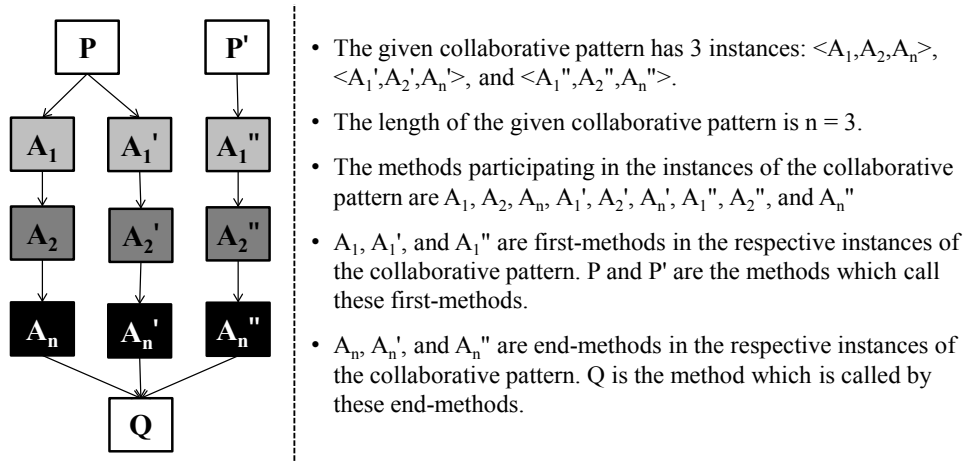 P P'
A₁ A₁' A₁"
A₂ A₂' A₂"
Aₙ Aₙ' Aₙ"
Q
• The given collaborative pattern has 3 instances: <A₁,A₂,Aₙ>,
<A₁',A₂',Aₙ'>, and <A₁",A₂",Aₙ">.
• The length of the given collaborative pattern is n = 3.
• The methods participating in the instances of the collaborative
pattern are A₁, A₂, Aₙ, A₁', A₂', Aₙ', A₁", A₂", and Aₙ"
• A₁, A₁', and A₁" are first-methods in the respective instances of
the collaborative pattern. P and P' are the methods which call
these first-methods.
• Aₙ, Aₙ', and Aₙ" are end-methods in the respective instances of
the collaborative pattern. Q is the method which is called by
these end-methods.